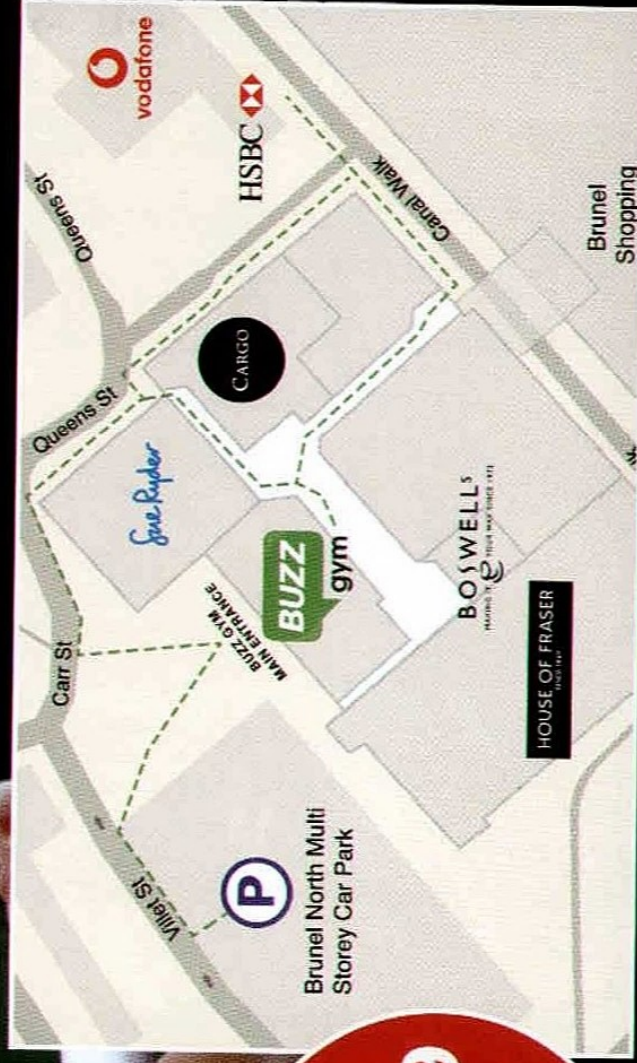 vodafone
HSBC
Queens St
Canal Walk
Brunel
Shopping
CARGO
Queens St
Sue Ryder
BUZZ
gym
BUZZ GYM
MAIN ENTRANCE
Carr St
BOSWELLS
HOUSE OF FRASER
Villet St
P
Brunel North Multi
Storey Car Park